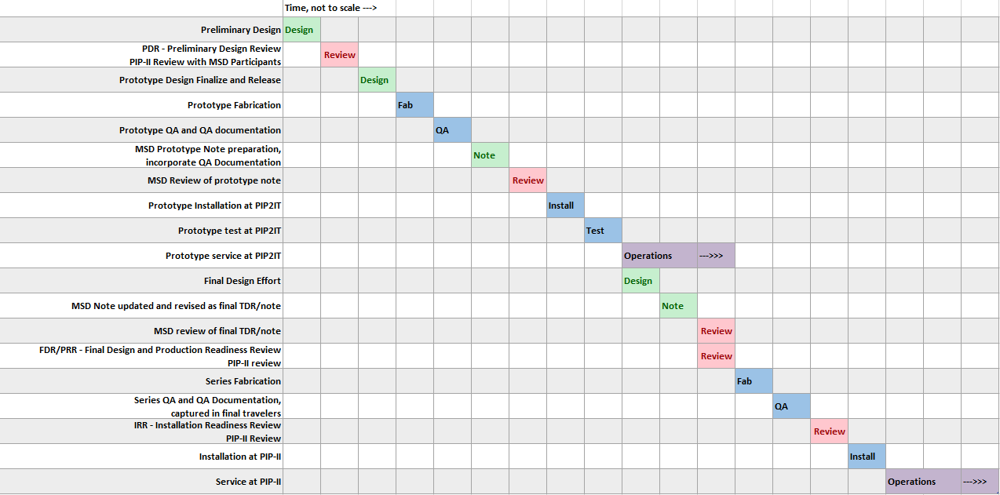 Time, not to scale --->
Preliminary Design Design
PDR - Preliminary Design Review
PIP-II Review with MSD Participants
Review
Prototype Design Finalize and Release Design
Prototype Fabrication Fab
Prototype QA and QA documentation QA
MSD Prototype Note preparation,
incorporate QA Documentation
Note
MSD Review of prototype note Review
Prototype Installation at PIP2IT Install
Prototype test at PIP2IT Test
Prototype service at PIP2IT Operations --->>>
Final Design Effort Design
MSD Note updated and revised as final TDR/note Note
MSD review of final TDR/note Review
FDR/PRR - Final Design and Production Readiness Review
PIP-II review
Review
Series Fabrication Fab
Series QA and QA Documentation,
captured in final travelers
QA
IRR - Installation Readiness Review
PIP-II Review
Review
Installation at PIP-II Install
Service at PIP-II Operations --->>>